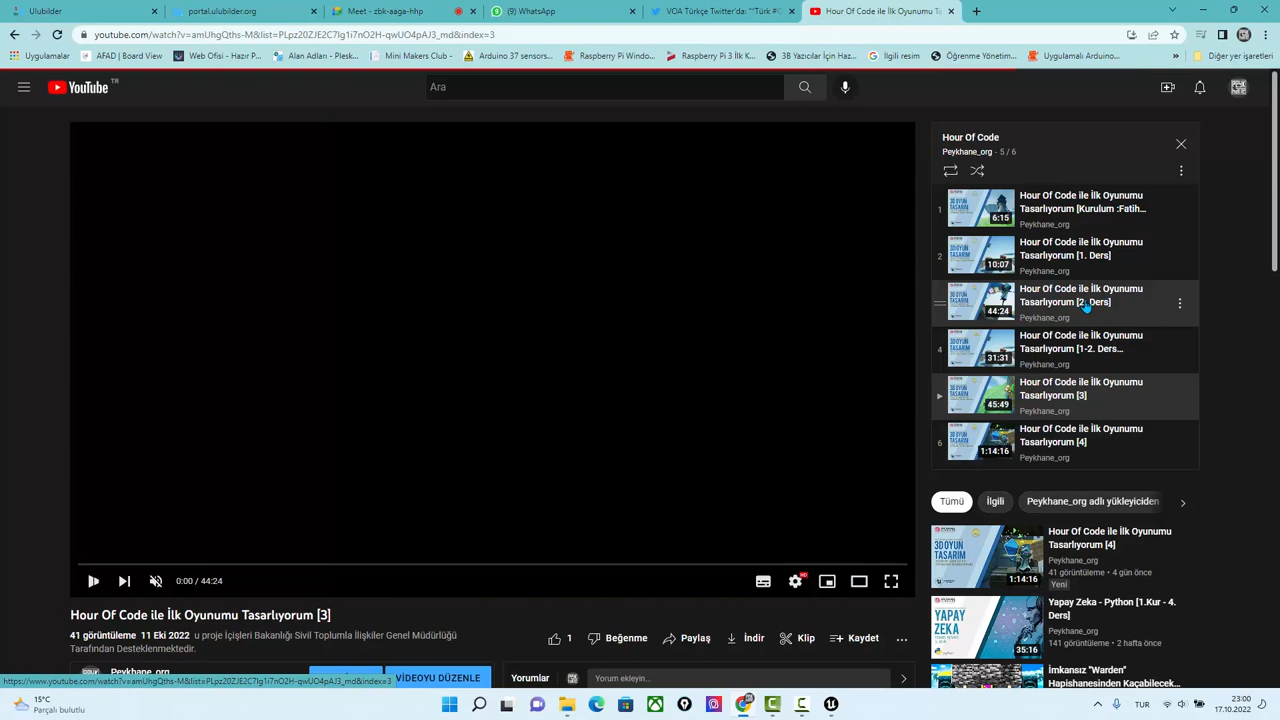 Ulubilder
portal.ulubilder.org
Meet - zbk-aaga-hhp
(9) WhatsApp
VOA Türkçe Twitter'da: "Türk #C
Hour Of Code ile İlk Oyunumu Ta
youtube.com/watch?v=amUhgQths-M&list=PLpz20ZJE2C7Ig1i7nO2H-qwUO4pAJ3_md&index=3
Uygulamalar
AFAD | Board View
Web Ofisi - Hazır P...
Alan Adları - Plesk...
Mini Makers Club -
Arduino 37 sensors...
Raspberry Pi Windo...
Raspberry Pi 3 İlk K...
3B Yazıcılar İçin Haz...
ilgili resim
Öğrenme Yönetim...
Uygulamalı Arduino...
»
Diğer yer işaretleri
YouTube TR
Ara
Hour Of Code
Peykhane_org - 5 / 6
1
6:15
Hour Of Code ile İlk Oyunumu
Tasarlıyorum [Kurulum :Fatih...
Peykhane_org
2
10:07
Hour Of Code ile İlk Oyunumu
Tasarlıyorum [1. Ders]
Peykhane_org
44:24
Hour Of Code ile İlk Oyunumu
Tasarlıyorum [2. Ders]
Peykhane_org
4
31:31
Hour Of Code ile İlk Oyunumu
Tasarlıyorum [1-2. Ders...
Peykhane_org
45:49
Hour Of Code ile İlk Oyunumu
Tasarlıyorum [3]
Peykhane_org
6
1:14:16
Hour Of Code ile İlk Oyunumu
Tasarlıyorum [4]
Peykhane_org
Tümü
İlgili
Peykhane_org adlı yükleyiciden
3D OYUN
TASARIM
1:14:16
Hour Of Code ile İlk Oyunumu
Tasarlıyorum [4]
Peykhane_org
41 görüntüleme • 4 gün önce
Yeni
YAPAY
ZEKA
35:16
Yapay Zeka - Python [1.Kur - 4.
Ders]
Peykhane_org
141 görüntüleme • 2 hafta önce
İmkansız "Warden"
Hapishanesinden Kaçabilecek...
0:00 / 44:24
HD
Hour Of Code ile İlk Oyunumu Tasarlıyorum [3]
41 görüntüleme 11 Eki 2022 u proje İçişleri Bakanlığı Sivil Toplumla İlişkiler Genel Müdürlüğü
Tarafından Desteklenmektedir.
1
Beğenme
Paylaş
İndir
Klip
Kaydet
Peykhane_org
VİDEOYU DÜZENLE
Yorumlar
Yorum ekleyin...
https://www.youtube.com/watch?v=amUhgQths-M&list=PLpz20ZJE2C7Ig1i7nO2H-qwUO4pAJ3_md&index=3
15°C
Parçalı bulutlu
TUR
23:00
17.10.2022